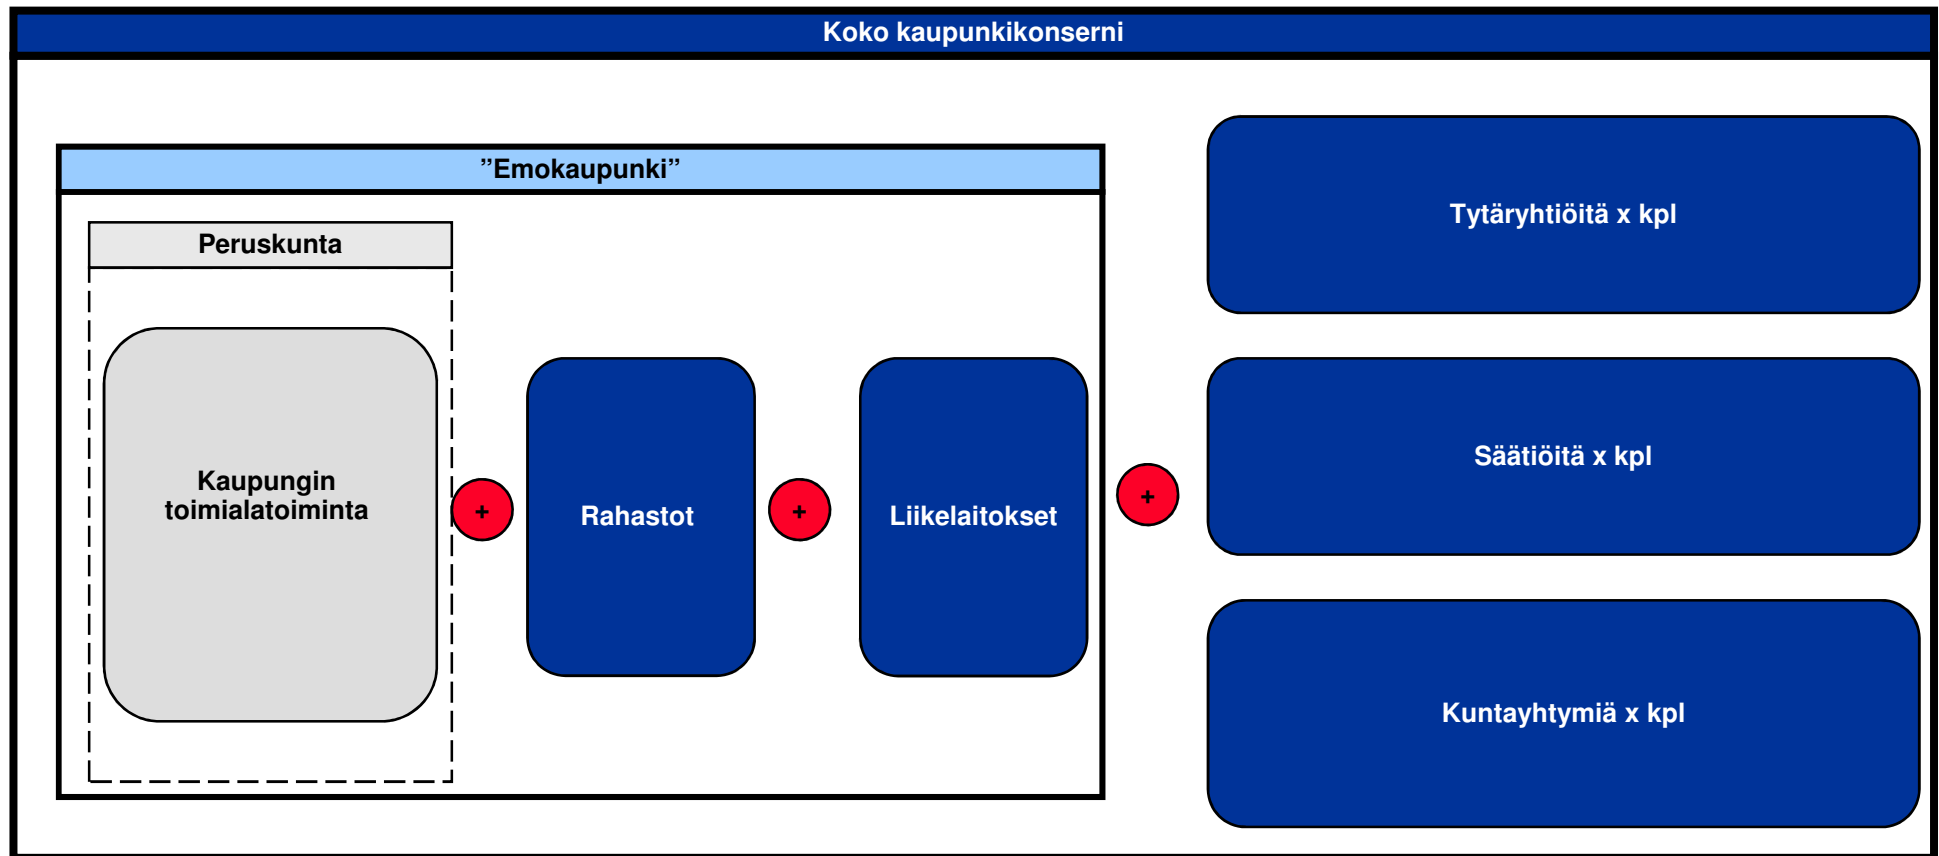 Koko kaupunkikonserni
”Emokaupunki”
Peruskunta
Kaupungin
toimialatoiminta
+
Rahastot
+
Liikelaitokset
+
Tytäryhtiöitä x kpl
Säätiöitä x kpl
Kuntayhtymiä x kpl